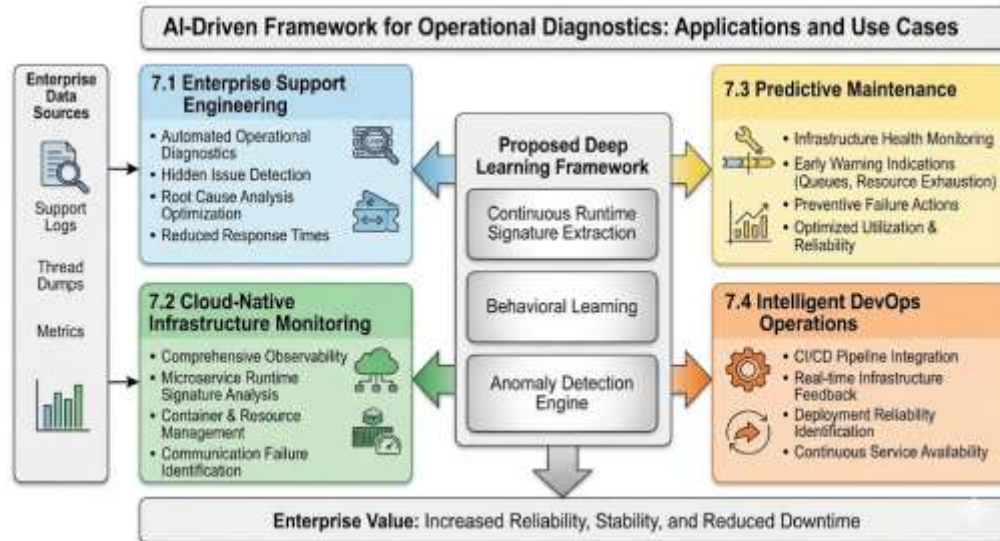 AI-Driven Framework for Operational Diagnostics: Applications and Use Cases
Enterprise
Data
Sources
Support
Logs
Thread
Dumps
Metrics
7.1 Enterprise Support
Engineering
• Automated Operational
Diagnostics
• Hidden Issue Detection
• Root Cause Analysis
Optimization
• Reduced Response Times
7.2 Cloud-Native
Infrastructure Monitoring
• Comprehensive Observability
• Microservice Runtime
Signature Analysis
• Container & Resource
Management
• Communication Failure
Identification
Proposed Deep
Learning Framework
Continuous Runtime
Signature Extraction
Behavioral Learning
Anomaly Detection
Engine
7.3 Predictive Maintenance
• Infrastructure Health Monitoring
• Early Warning Indications
(Queues, Resource Exhaustion)
• Preventive Failure Actions
• Optimized Utilization &
Reliability
7.4 Intelligent DevOps
Operations
• CI/CD Pipeline Integration
• Real-time Infrastructure
Feedback
• Deployment Reliability
Identification
• Continuous Service Availability
Enterprise Value: Increased Reliability, Stability, and Reduced Downtime